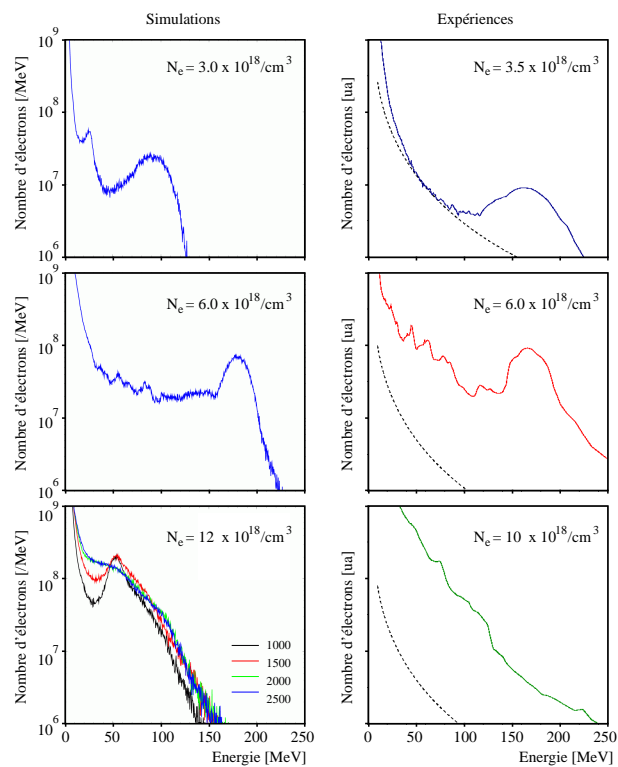 Simulations
Expériences
10^9
10^8
10^7
10^6
Nombre d'électrons [/MeV]
N_e = 3.0 x 10^18/cm^3
Nombre d'électrons [ua]
N_e = 3.5 x 10^18/cm^3
10^9
10^8
10^7
10^6
Nombre d'électrons [/MeV]
N_e = 6.0 x 10^18/cm^3
Nombre d'électrons [ua]
N_e = 6.0 x 10^18/cm^3
10^9
10^8
10^7
10^6
Nombre d'électrons [/MeV]
N_e = 12 x 10^18/cm^3
1000
1500
2000
2500
0 50 100 150 200 250
Energie [MeV]
Nombre d'électrons [ua]
N_e = 10 x 10^18/cm^3
0 50 100 150 200 250
Energie [MeV]